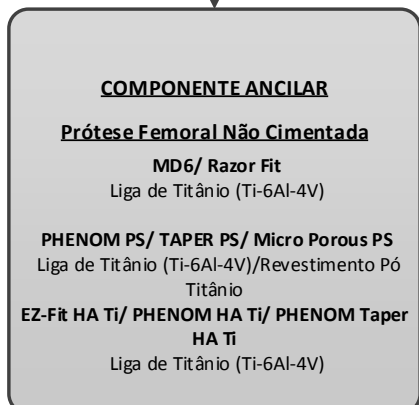 COMPONENTE ANCILAR
Prótese Femoral Não Cimentada
MD6/ Razor Fit
Liga de Titânio (Ti-6Al-4V)
PHENOM PS/ TAPER PS/ Micro Porous PS
Liga de Titânio (Ti-6Al-4V)/Revestimento Pó
Titânio
EZ-Fit HA Ti/ PHENOM HA Ti/ PHENOM Taper
HA Ti
Liga de Titânio (Ti-6Al-4V)